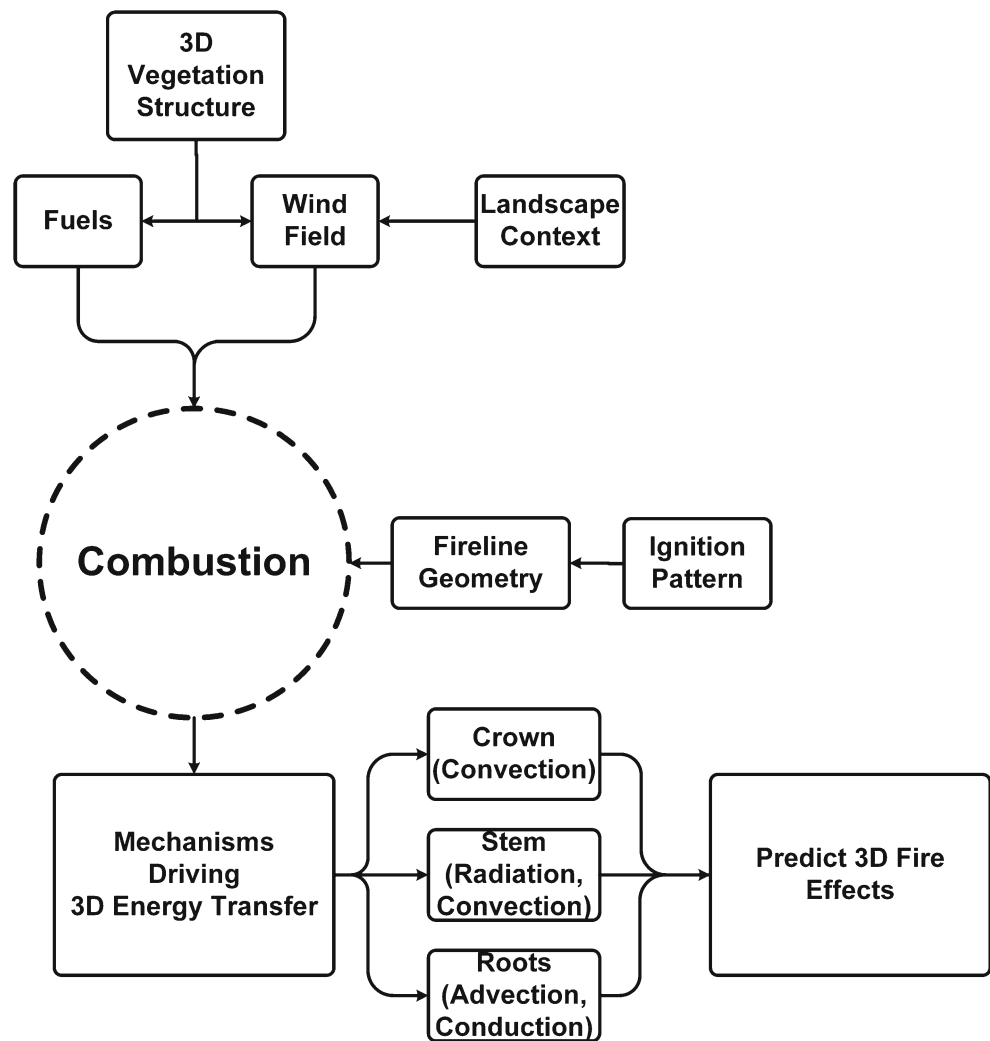 3D
Vegetation
Structure
Fuels
Wind
Field
Landscape
Context
Combustion
Fireline
Geometry
Ignition
Pattern
Mechanisms
Driving
3D Energy Transfer
Crown
(Convection)
Stem
(Radiation,
Convection)
Roots
(Advection,
Conduction)
Predict 3D Fire
Effects